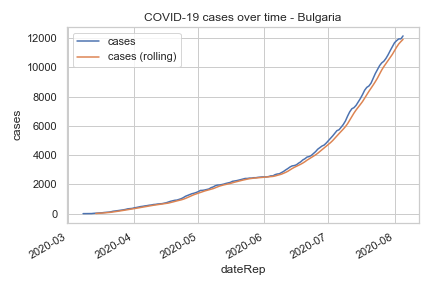 COVID-19 cases over time - Bulgaria
cases
cases (rolling)
12000
10000
8000
6000
4000
2000
0
cases
2020-03
2020-04
2020-05
2020-06
2020-07
2020-08
dateRep